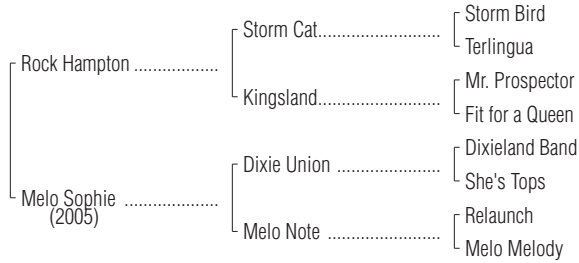 Storm Bird
Storm Cat..................................
Terlingua
Rock Hampton ......................
Mr. Prospector
Kingsland..................................
Fit for a Queen
Dixieland Band
Dixie Union ............................
She's Tops
Melo Sophie ........................
(2005)
Relaunch
Melo Note ..............................
Melo Melody